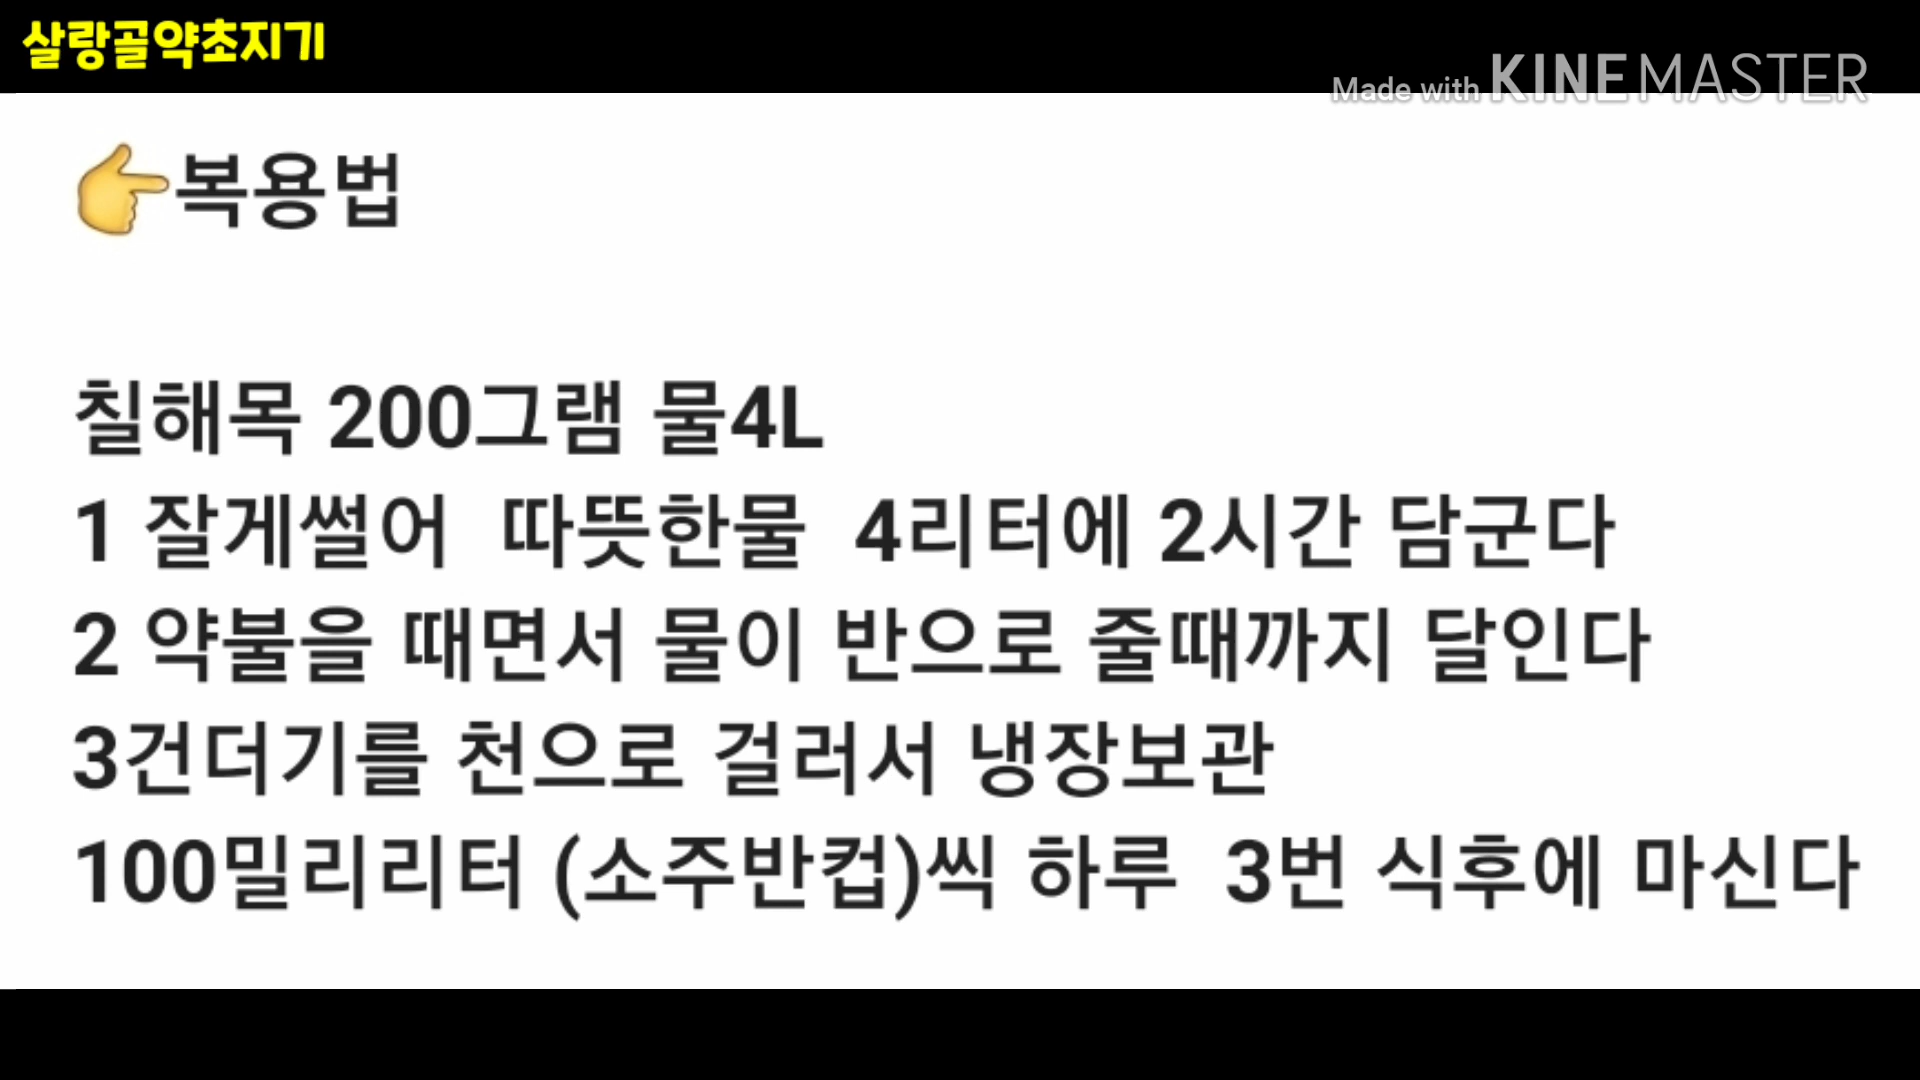 살랑골약초지기
Made with KINEMASTER
👉복용법
칠해목 200그램 물4L
1 잘게썰어 따뜻한물 4리터에 2시간 담군다
2 약불을 때면서 물이 반으로 줄때까지 달인다
3건더기를 천으로 걸러서 냉장보관
100밀리리터 (소주반컵)씩 하루 3번 식후에 마신다